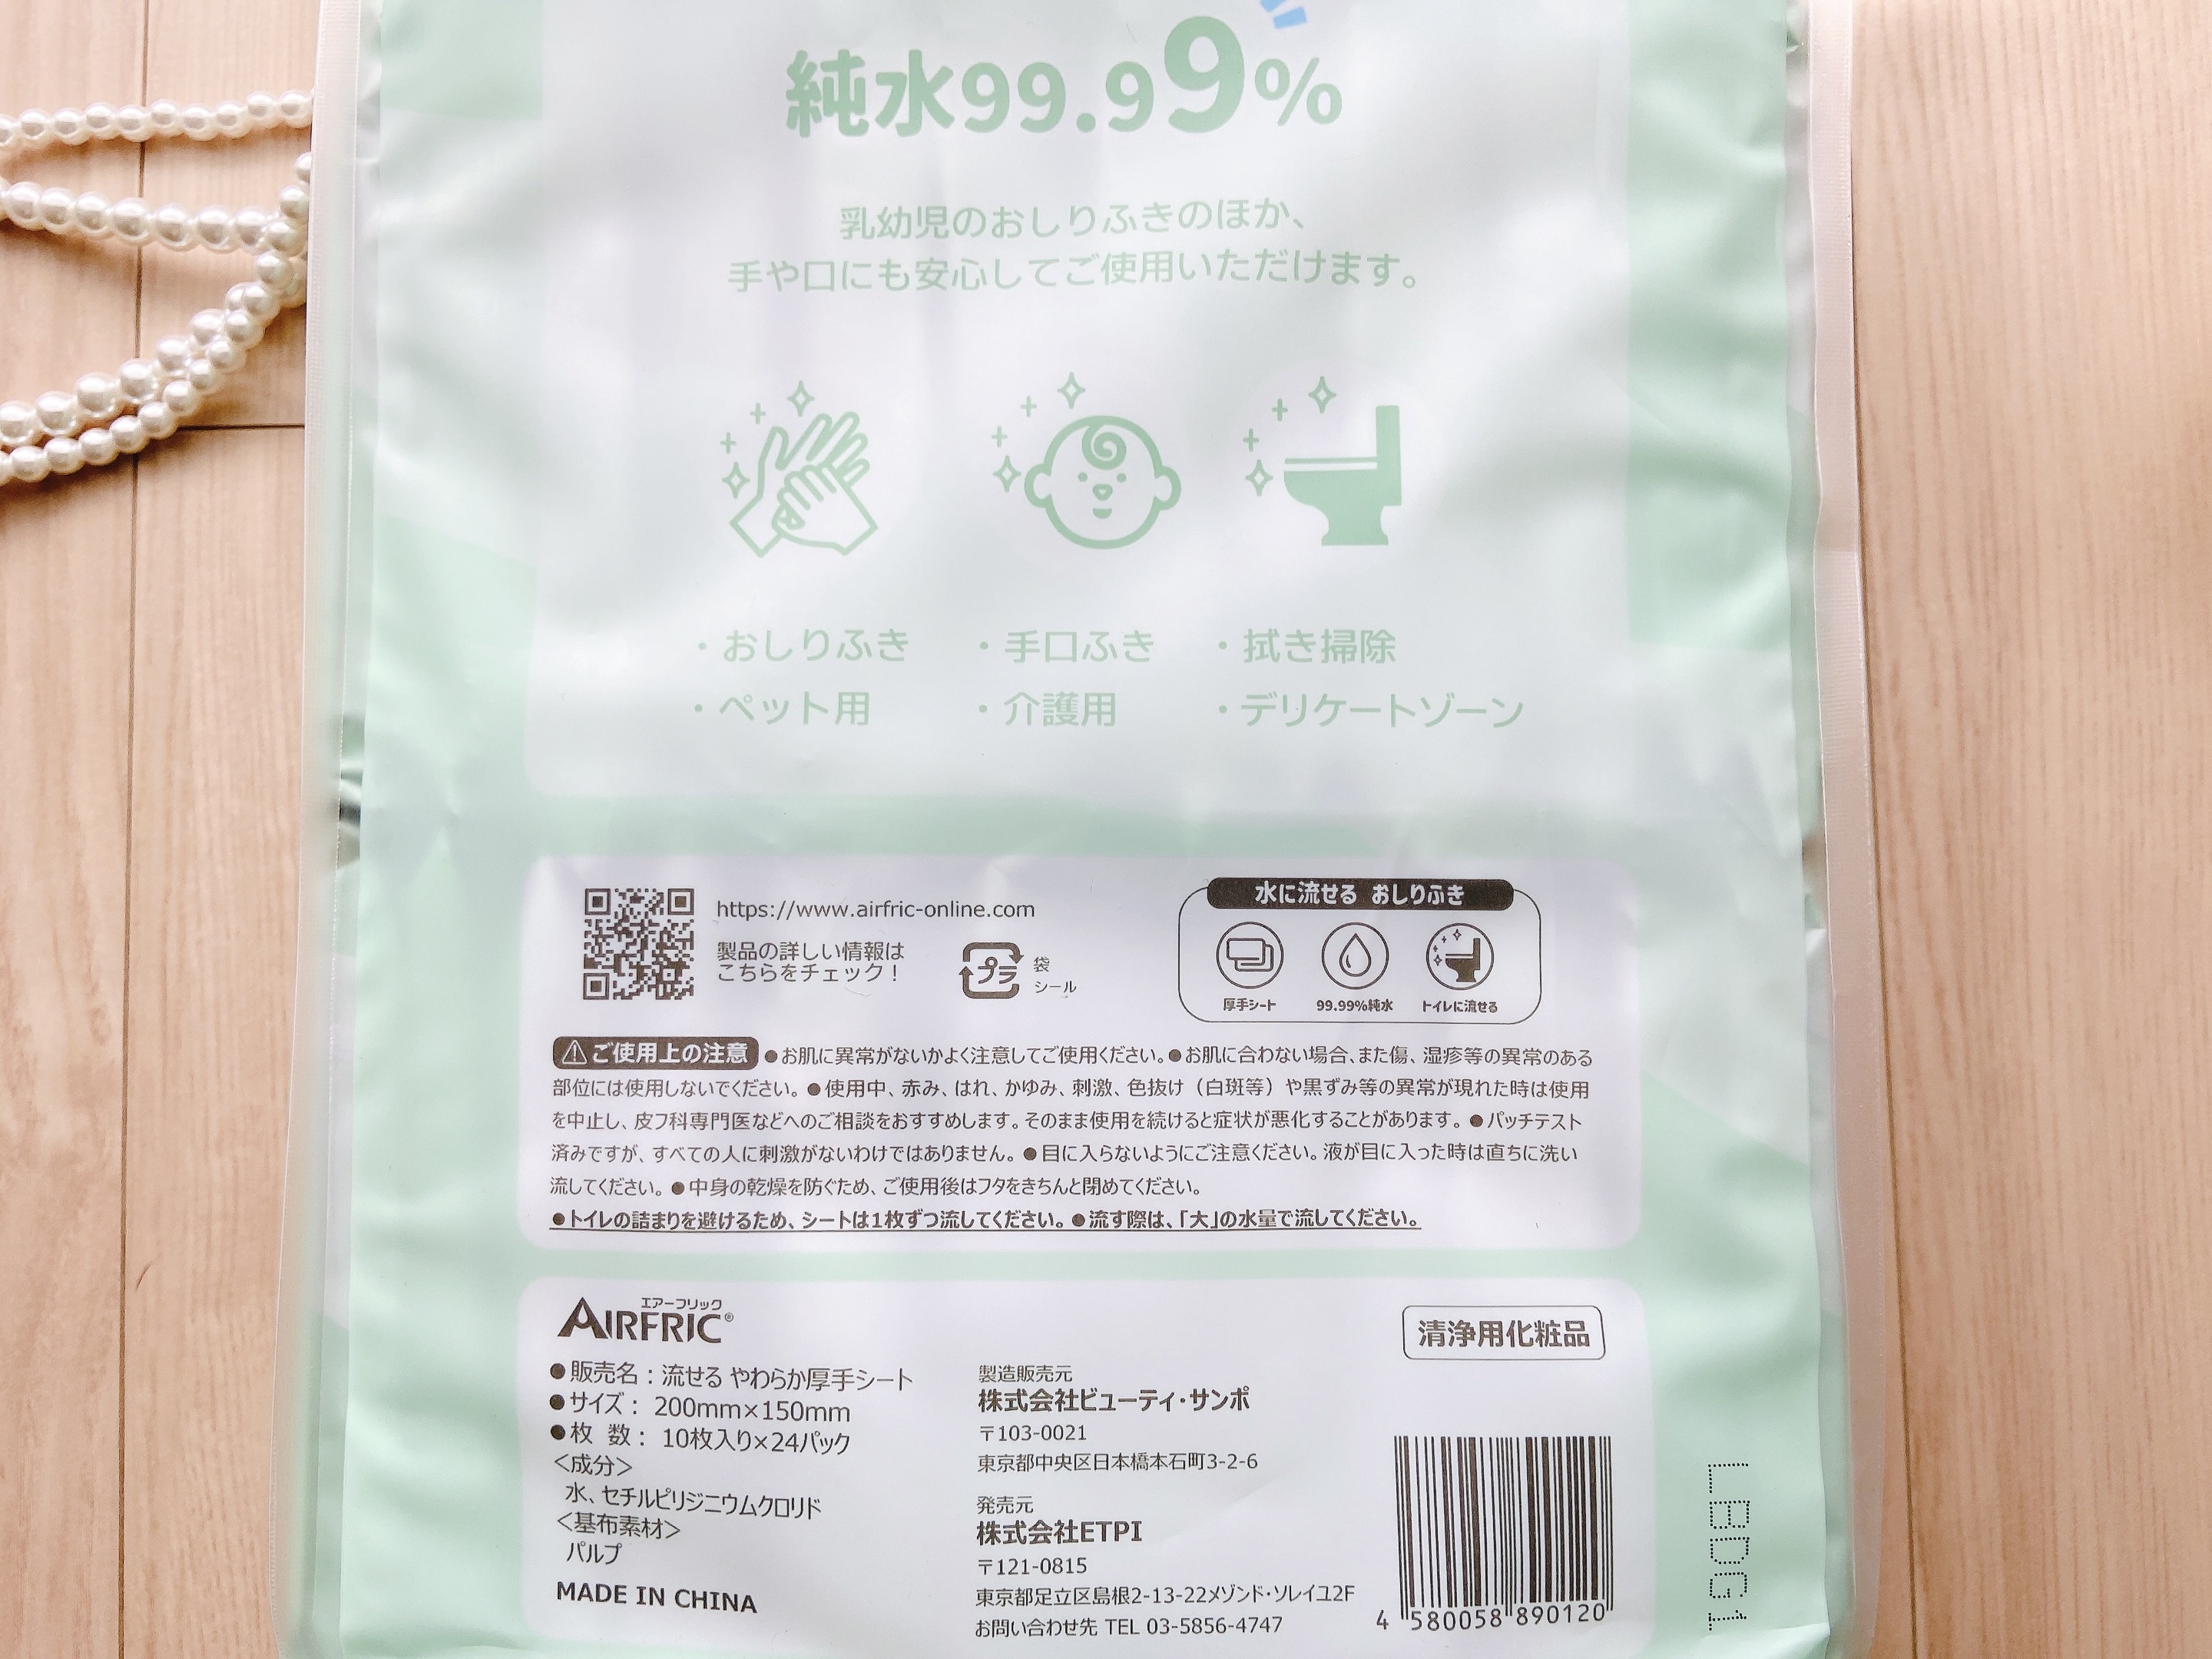 純水99.99%
乳幼児のおしりふきのほか、
手や口にも安心してご使用いただけます。
・おしりふき ・手口ふき ・拭き掃除
・ペット用 ・介護用 ・デリケートゾーン
https://www.airfric-online.com
製品の詳しい情報は
こちらをチェック！
プラ
袋
シール
水に流せる おしりふき
厚手シート 99.99%純水 トイレに流せる
ご使用上の注意 ●お肌に異常がないかよく注意してご使用ください。●お肌に合わない場合、また傷、湿疹等の異常のある
部位には使用しないでください。●使用中、赤み、はれ、かゆみ、刺激、色抜け（白斑等）や黒ずみ等の異常が現れた時は使用
を中止し、皮フ科専門医などへのご相談をおすすめします。そのまま使用を続けると症状が悪化することがあります。●パッチテスト
済みですが、すべての人に刺激がないわけではありません。●目に入らないようにご注意ください。液が目に入った時は直ちに洗い
流してください。●中身の乾燥を防ぐため、ご使用後はフタをきちんと閉めてください。
●トイレの詰まりを避けるため、シートは1枚ずつ流してください。●流す際は、「大」の水量で流してください。
エアーフリック
AIRFRIC®
●販売名：流せる やわらか厚手シート
●サイズ： 200mm×150mm
●枚 数： 10枚入り×24パック
＜成分＞
水、セチルピリジニウムクロリド
＜基布素材＞
パルプ
MADE IN CHINA
製造販売元
株式会社ビューティ・サンポ
〒103-0021
東京都中央区日本橋本石町3-2-6
発売元
株式会社ETPI
〒121-0815
東京都足立区島根2-13-22メゾンド・ソレイユ2F
お問い合わせ先 TEL 03-5856-4747
清浄用化粧品
4 580058 890120
LBDG1